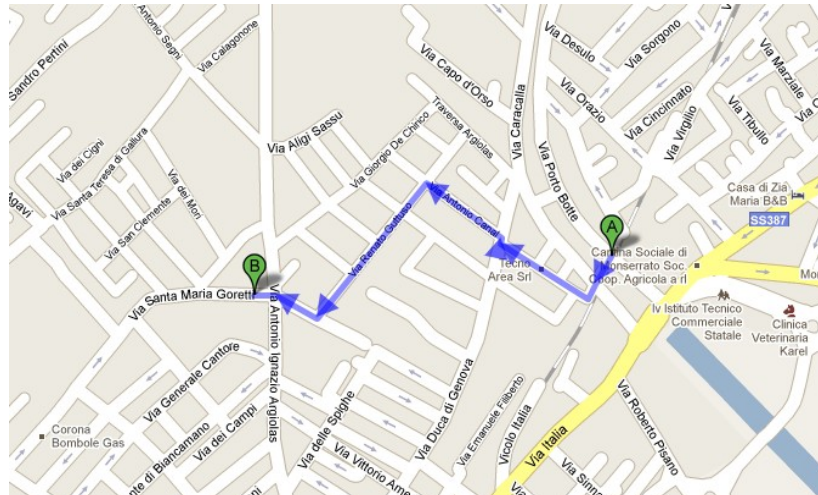 Antonio Segni
Via Calagonone
Sandro Pertini
Via Desulo
Via Sorgono
Via Marziale
Via Capo d'Orso
Via Orazio
Via Cincinnato
Via Tibullo
Via Caracalla
Via Virgilio
Traversa Argiolas
Via Aligi Sassu
Via Giorgio De Chirico
Via dei Cigni
Via Santa Teresa di Gallura
Via dei Mori
Via San Clemente
Agavi
Via Porto Botte
Via Antonio Canal
Via Renato Guttuso
Casa di Zia
Maria B&B
SS387
A
Cantina Sociale di
Monserrato Soc.
Coop. Agricola a rl
Tecno
Area Srl
B
Via Santa Maria Goretti
Via Antonio Ignazio Argiolas
Iv Istituto Tecnico
Commerciale
Statale
Clinica
Veterinaria
Karel
Via Generale Cantore
Via Duca di Genova
Via Emanuele Filiberto
Vicolo Italia
Via Roberto Pisano
Via Italia
Via delle Spighe
Via dei Campi
Corona
Bombole Gas
nte di Biancamano
Via Vittorio Ame
Via Sinna